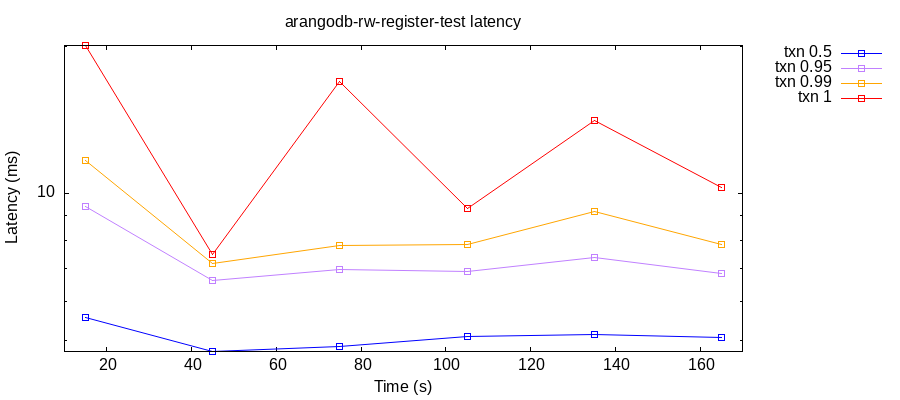 arangodb-rw-register-test latency
txn 0.5
txn 0.95
txn 0.99
txn 1
Latency (ms)
10
20 40 60 80 100 120 140 160
Time (s)